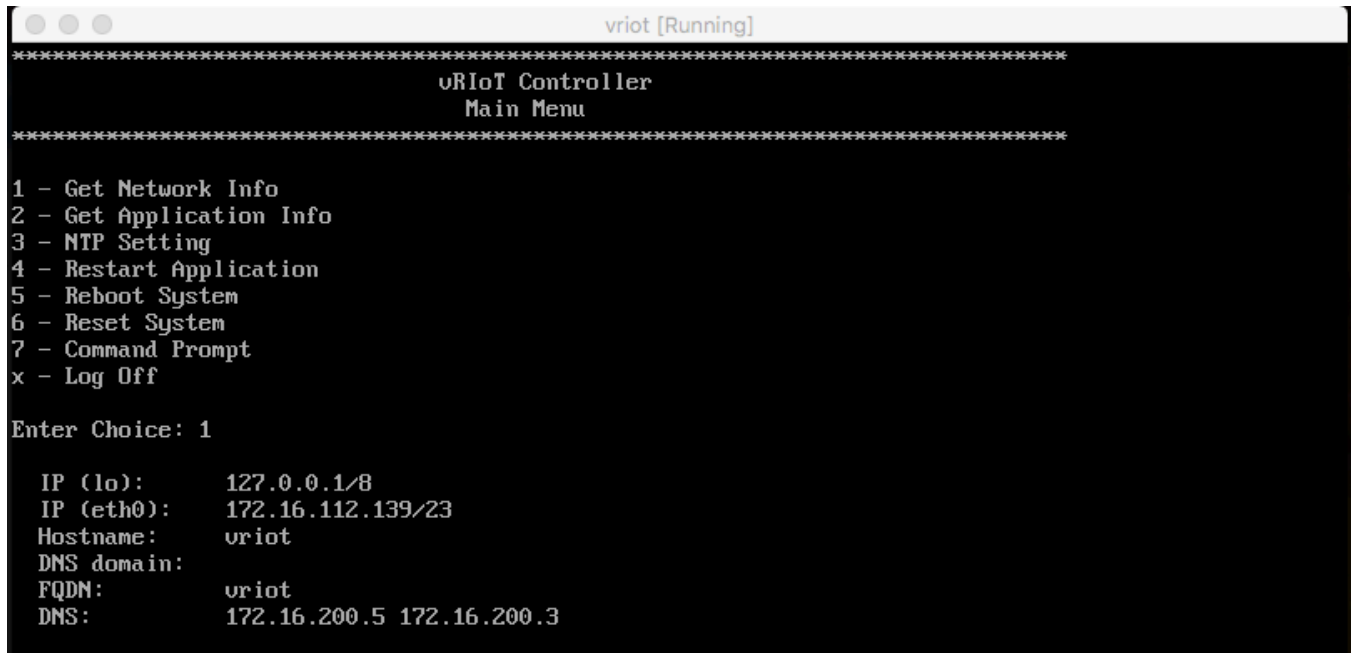 vriot [Running]
*******************************************************************************
vRIoT Controller
Main Menu
*******************************************************************************
1 - Get Network Info
2 - Get Application Info
3 - NTP Setting
4 - Restart Application
5 - Reboot System
6 - Reset System
7 - Command Prompt
x - Log Off
Enter Choice: 1
IP (lo): 127.0.0.1/8
IP (eth0): 172.16.112.139/23
Hostname: vriot
DNS domain:
FQDN: vriot
DNS: 172.16.200.5 172.16.200.3